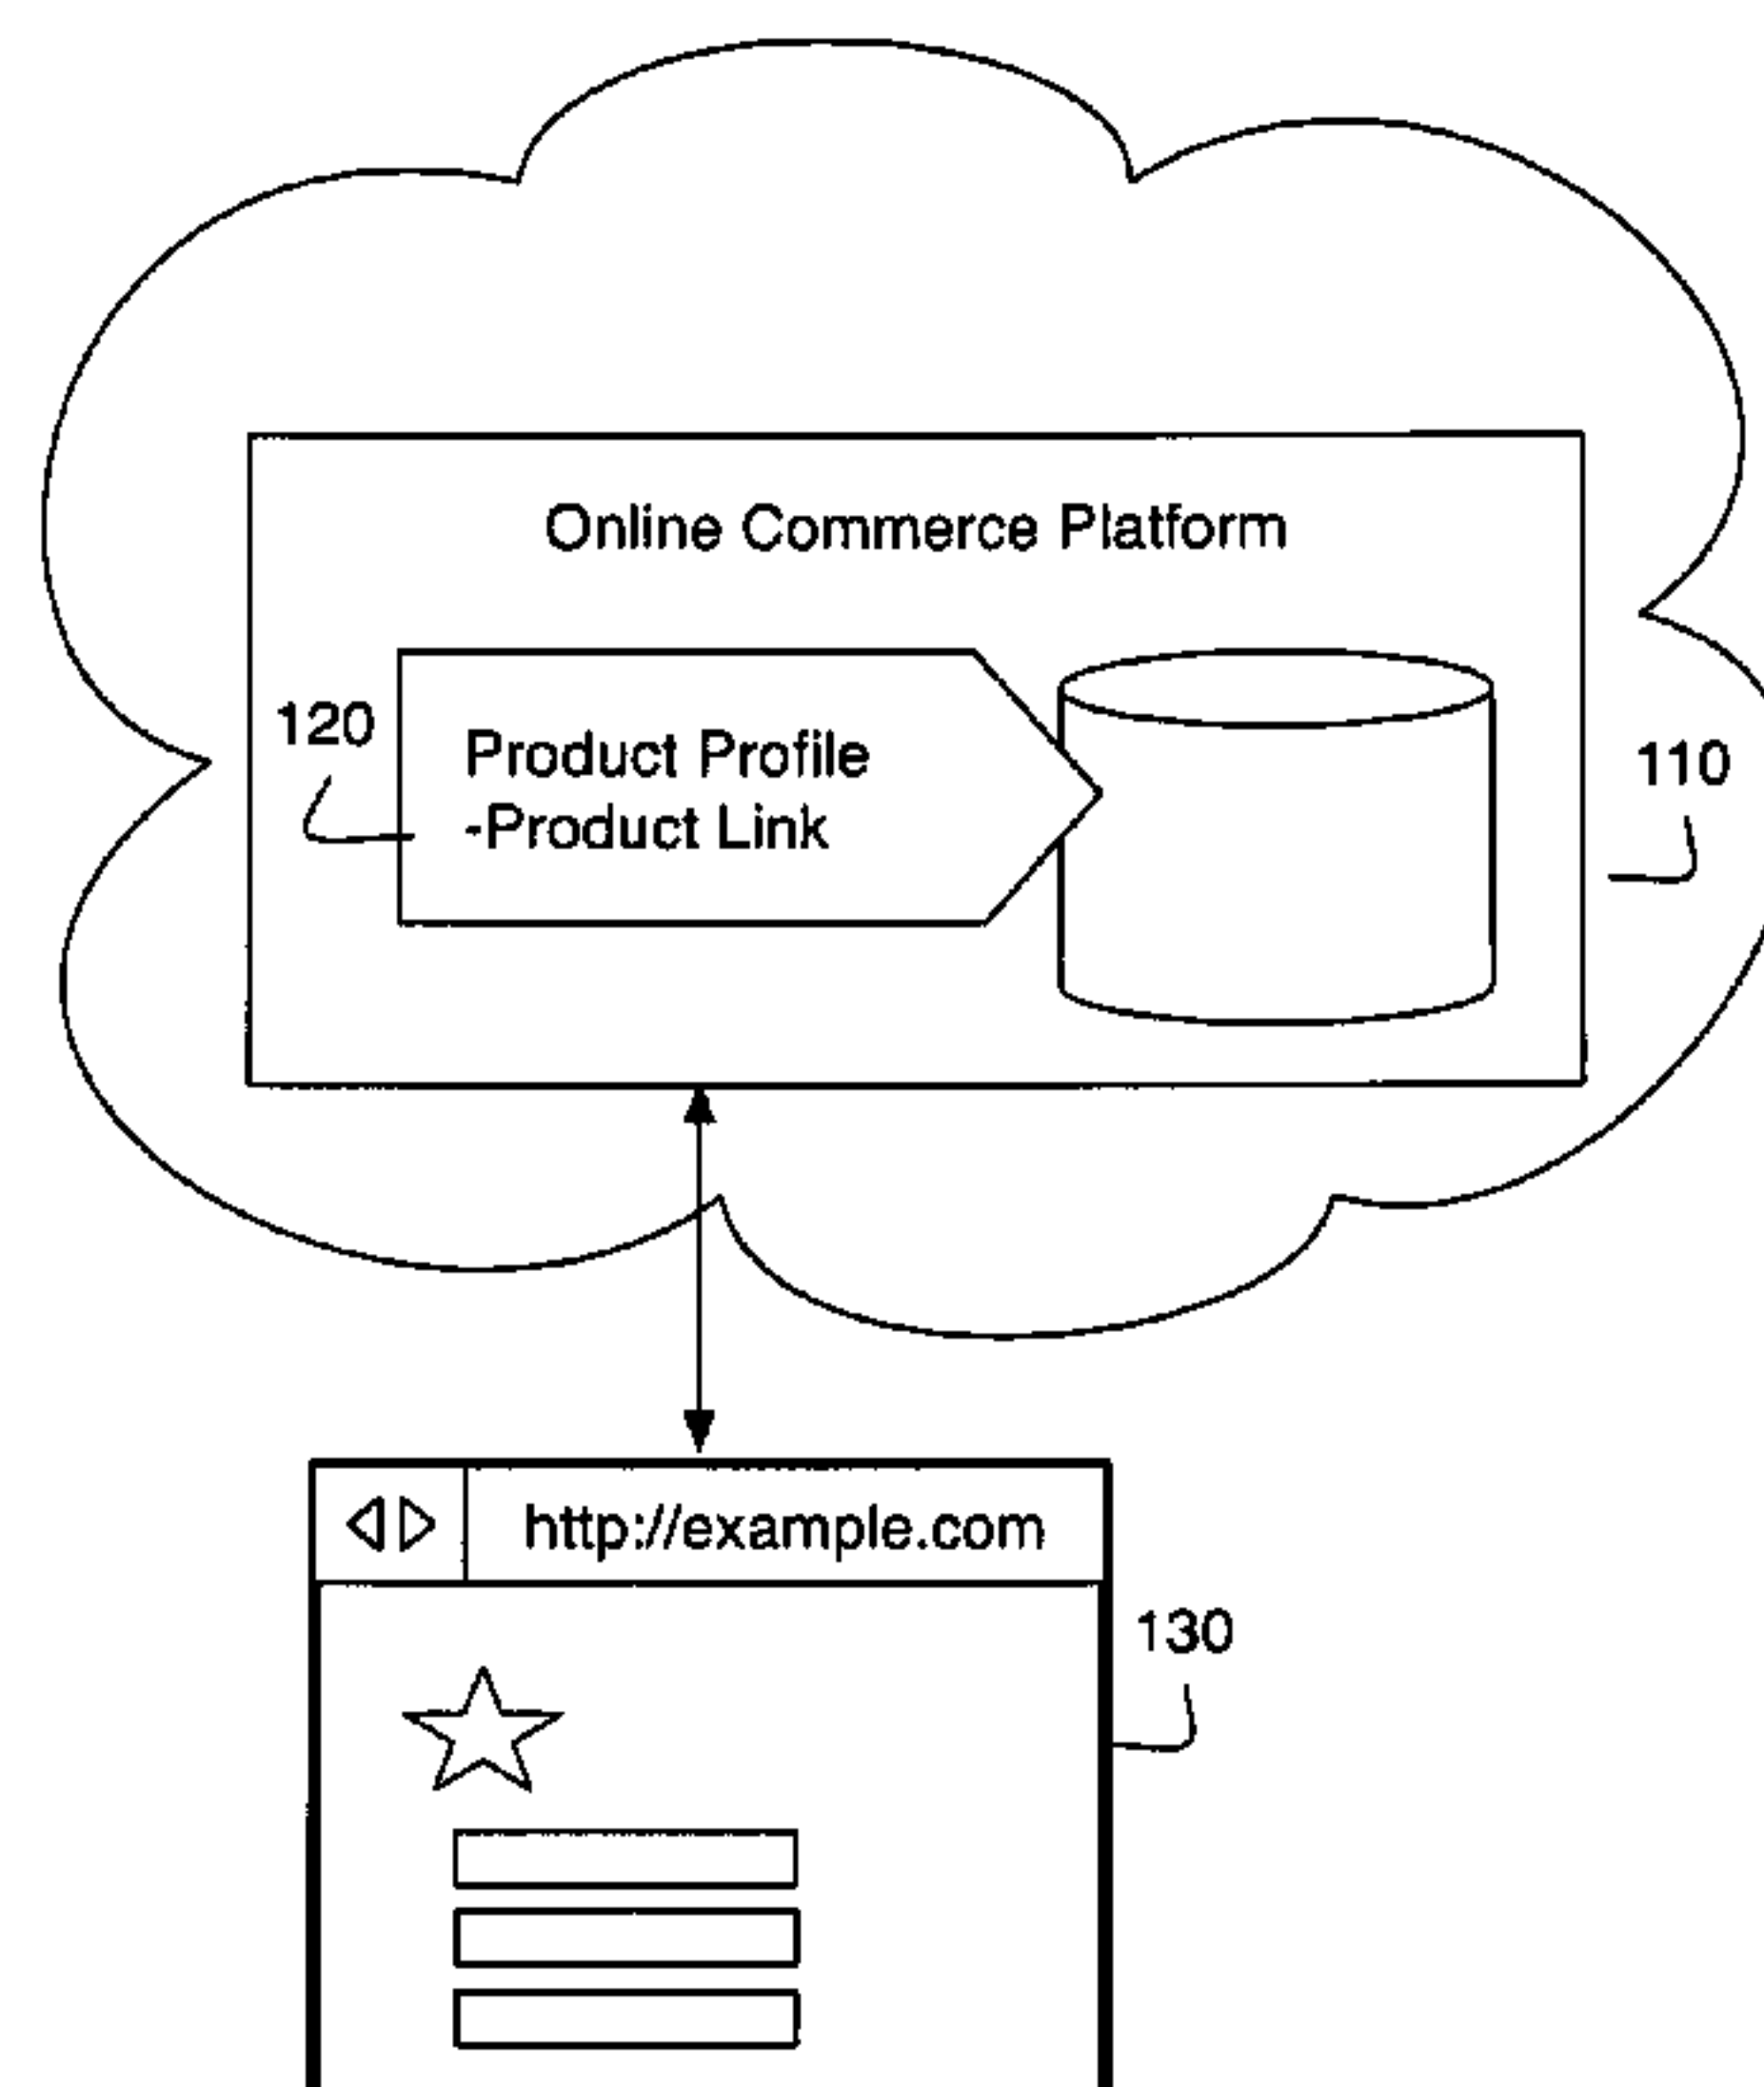 Online Commerce Platform
120
Product Profile
-Product Link
110
http://example.com
130